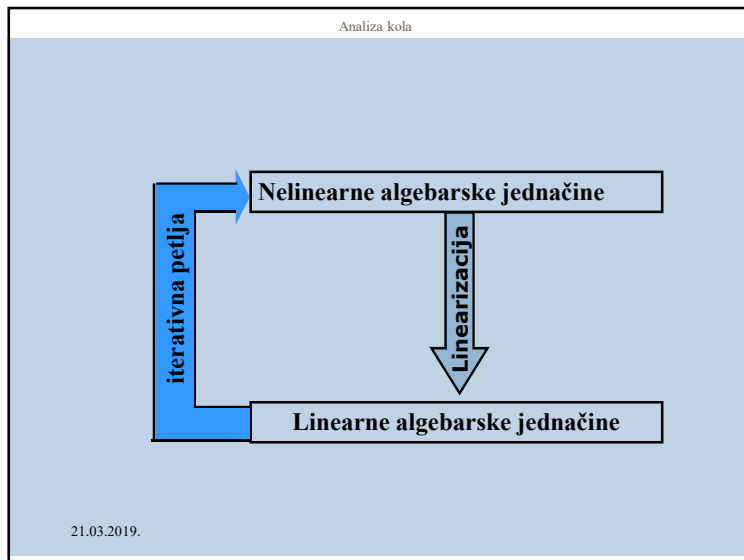 Analiza kola
Nelinearne algebarske jednačine
iterativna petlja
Linearizacija
Linearne algebarske jednačine
21.03.2019.